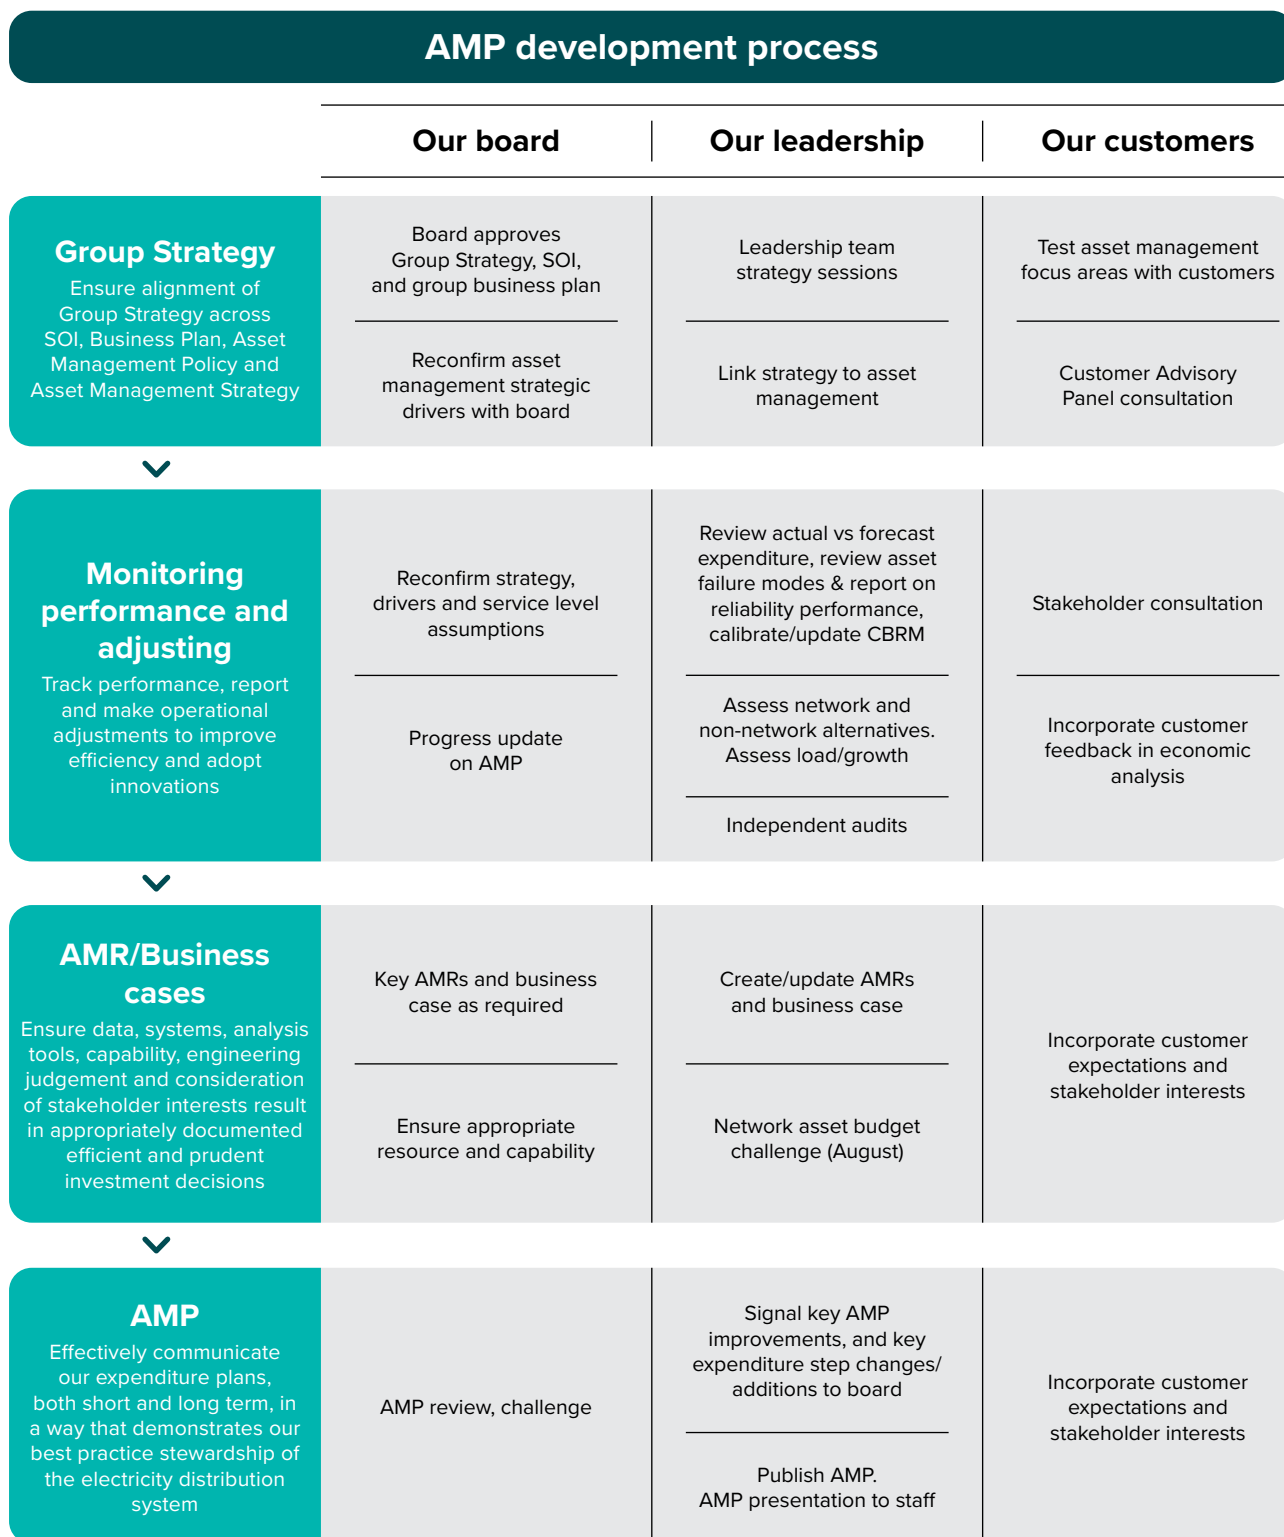 AMP development process
Our board
Our leadership
Our customers
Group Strategy
Ensure alignment of
Group Strategy across
SOI, Business Plan, Asset
Management Policy and
Asset Management Strategy
Board approves
Group Strategy, SOI,
and group business plan
Reconfirm asset
management strategic
drivers with board
Leadership team
strategy sessions
Link strategy to asset
management
Test asset management
focus areas with customers
Customer Advisory
Panel consultation
Monitoring
performance and
adjusting
Track performance, report
and make operational
adjustments to improve
efficiency and adopt
innovations
Reconfirm strategy,
drivers and service level
assumptions
Progress update
on AMP
Review actual vs forecast
expenditure, review asset
failure modes & report on
reliability performance,
calibrate/update CBRM
Assess network and
non-network alternatives.
Assess load/growth
Independent audits
Stakeholder consultation
Incorporate customer
feedback in economic
analysis
AMR/Business
cases
Ensure data, systems, analysis
tools, capability, engineering
judgement and consideration
of stakeholder interests result
in appropriately documented
efficient and prudent
investment decisions
Key AMRs and business
case as required
Ensure appropriate
resource and capability
Create/update AMRs
and business case
Network asset budget
challenge (August)
Incorporate customer
expectations and
stakeholder interests
AMP
Effectively communicate
our expenditure plans,
both short and long term, in
a way that demonstrates our
best practice stewardship of
the electricity distribution
system
AMP review, challenge
Signal key AMP
improvements, and key
expenditure step changes/
additions to board
Publish AMP.
AMP presentation to staff
Incorporate customer
expectations and
stakeholder interests